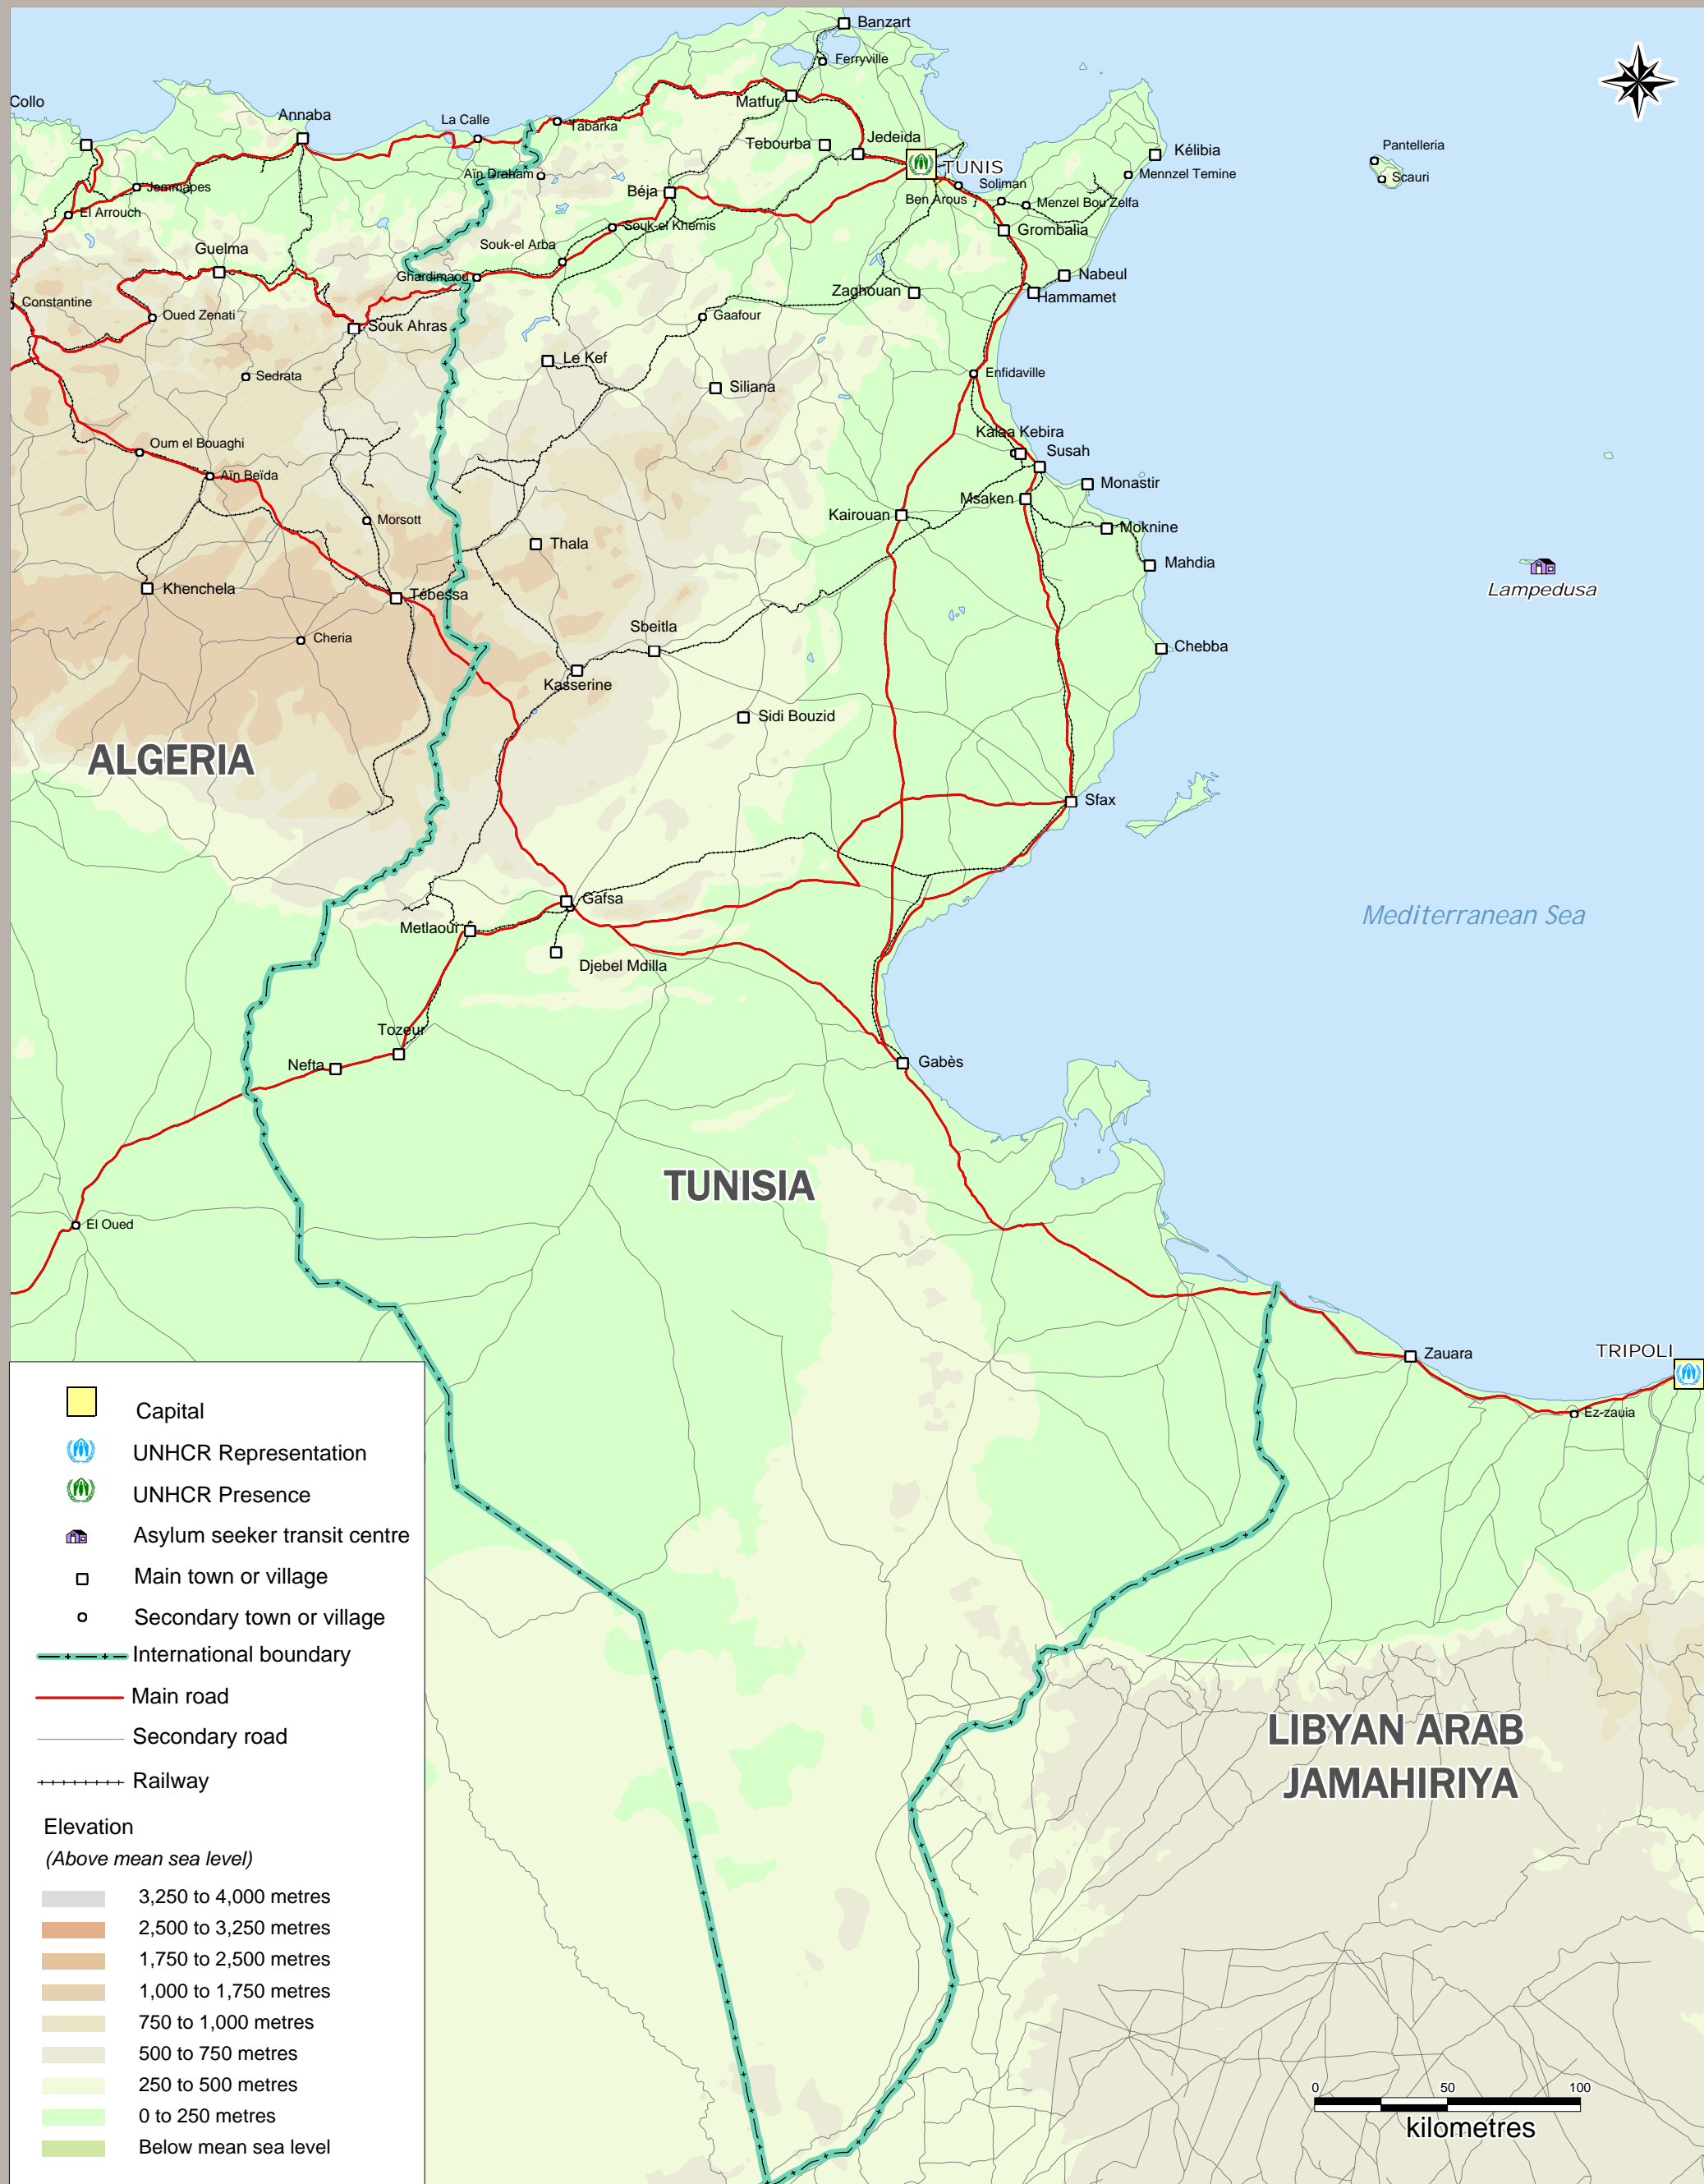 Banzart
Ferryville
Collo
Annaba
La Calle
Tabarka
Matfur
Tebourba
Jedeida
TUNIS
Kélibia
Pantelleria
Scauri
Mennzel Temine
Jemmapes
Aïn Draham
Béja
Soliman
Ben Arous
Menzel Bou Zelfa
El Arrouch
Souk-el Khemis
Grombalia
Guelma
Souk-el Arba
Ghardimaou
Nabeul
Zaghouan
Hammamet
Constantine
Oued Zenati
Souk Ahras
Gaafour
Le Kef
Sedrata
Siliana
Enfidaville
Oum el Bouaghi
Kalaa Kebira
Susah
Aïn Beïda
Monastir
Msaken
Kairouan
Morsott
Moknine
Thala
Mahdia
Khenchela
Tébessa
Lampedusa
Cheria
Sbeitla
Chebba
Kasserine
Sidi Bouzid
ALGERIA
Sfax
Gafsa
Mediterranean Sea
Metlaouri
Djebel Mdilla
Tozeur
Nefta
Gabès
TUNISIA
El Oued
Zauara
TRIPOLI
Ez-zauia
Capital
UNHCR Representation
UNHCR Presence
Asylum seeker transit centre
Main town or village
Secondary town or village
International boundary
Main road
Secondary road
Railway
LIBYAN ARAB
JAMAHIRIYA
Elevation
(Above mean sea level)
3,250 to 4,000 metres
2,500 to 3,250 metres
1,750 to 2,500 metres
1,000 to 1,750 metres
750 to 1,000 metres
500 to 750 metres
250 to 500 metres
0 to 250 metres
Below mean sea level
0 50 100
kilometres